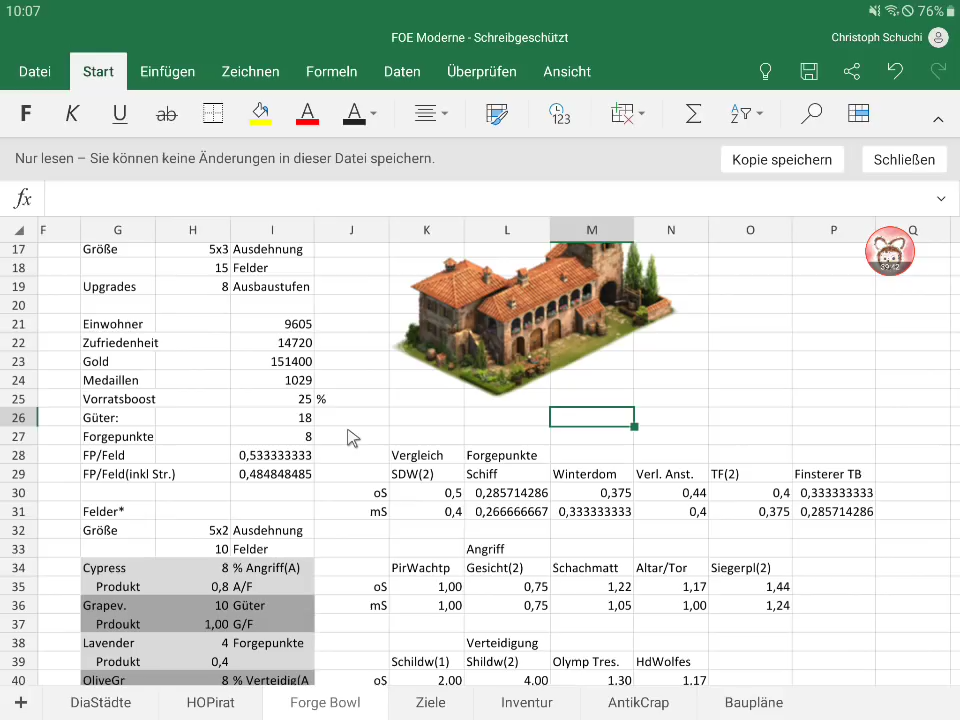 10:07
76%
FOE Moderne - Schreibgeschützt
Christoph Schuchi
Datei Start Einfügen Zeichnen Formeln Daten Überprüfen Ansicht
F K U ab A A 123 Σ A Z
Nur lesen – Sie können keine Änderungen in dieser Datei speichern.
Kopie speichern Schließen
fx
F G H I J K L M N O P Q
17 Größe 5x3 Ausdehnung
18 15 Felder
19 Upgrades 8 Ausbaustufen
20
21 Einwohner 9605
22 Zufriedenheit 14720
23 Gold 151400
24 Medaillen 1029
25 Vorratsboost 25 %
26 Güter: 18
27 Forgepunkte 8
28 FP/Feld 0,533333333 Vergleich Forgepunkte
29 FP/Feld(inkl Str.) 0,484848485 SDW(2) Schiff Winterdom Verl. Anst. TF(2) Finsterer TB
30 oS 0,5 0,285714286 0,375 0,44 0,4 0,333333333
31 Felder* mS 0,4 0,266666667 0,333333333 0,4 0,375 0,285714286
32 Größe 5x2 Ausdehnung
33 10 Felder Angriff
34 Cypress 8 % Angriff(A) PirWachtp Gesicht(2) Schachmatt Altar/Tor Siegerpl(2)
35 Produkt 0,8 A/F oS 1,00 0,75 1,22 1,17 1,44
36 Grapev. 10 Güter mS 1,00 0,75 1,05 1,00 1,24
37 Prdoukt 1,00 G/F
38 Lavender 4 Forgepunkte Verteidigung
39 Produkt 0,4 Schildw(1) Shildw(2) Olymp Tres. HdWolfes
40 OliveGr 8 % Verteidig(A oS 2,00 4,00 1,30 1,17
+ DiaStädte HOPirat Forge Bowl Ziele Inventur AntikCrap Baupläne